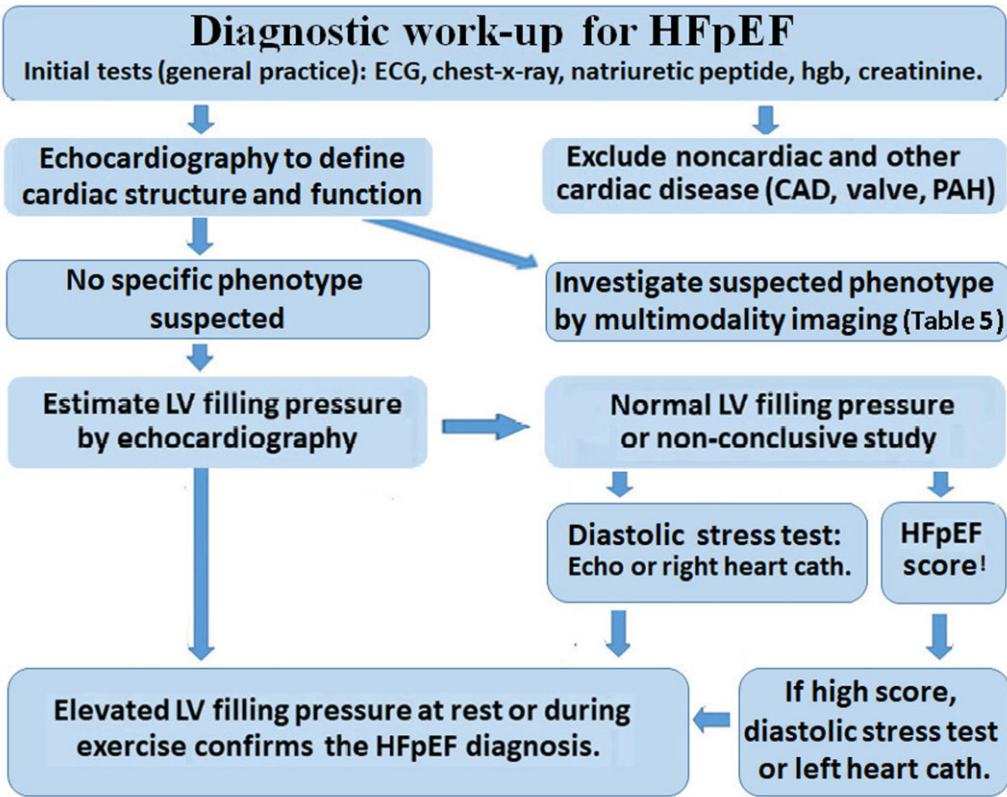 Diagnostic work-up for HFpEF
Initial tests (general practice): ECG, chest-x-ray, natriuretic peptide, hgb, creatinine.
Echocardiography to define
cardiac structure and function
Exclude noncardiac and other
cardiac disease (CAD, valve, PAH)
No specific phenotype
suspected
Investigate suspected phenotype
by multimodality imaging (Table 5)
Estimate LV filling pressure
by echocardiography
Normal LV filling pressure
or non-conclusive study
Diastolic stress test:
Echo or right heart cath.
HFpEF
score!
Elevated LV filling pressure at rest or during
exercise confirms the HFpEF diagnosis.
If high score,
diastolic stress test
or left heart cath.